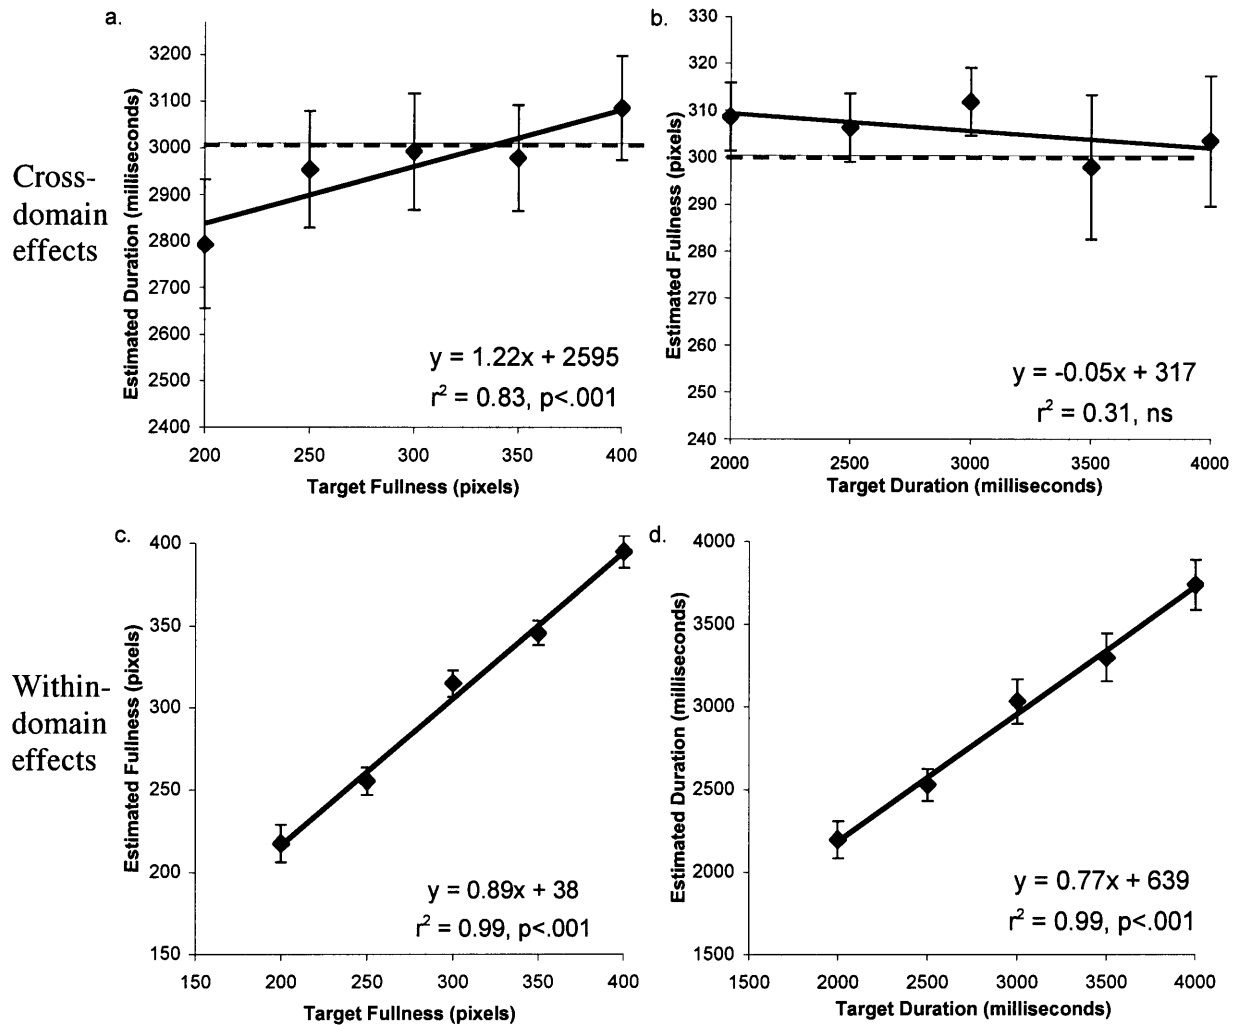 a.
3200
3100
3000
2900
2800
2700
2600
2500
2400
Estimated Duration (milliseconds)
y = 1.22x + 2595
r² = 0.83, p<.001
200 250 300 350 400
Target Fullness (pixels)
b.
330
320
310
300
290
280
270
260
250
240
Estimated Fullness (pixels)
y = -0.05x + 317
r² = 0.31, ns
2000 2500 3000 3500 4000
Target Duration (milliseconds)
Cross-
domain
effects
c.
400
350
300
250
200
150
Estimated Fullness (pixels)
y = 0.89x + 38
r² = 0.99, p<.001
150 200 250 300 350 400
Target Fullness (pixels)
d.
4000
3500
3000
2500
2000
1500
Estimated Duration (milliseconds)
y = 0.77x + 639
r² = 0.99, p<.001
1500 2000 2500 3000 3500 4000
Target Duration (milliseconds)
Within-
domain
effects